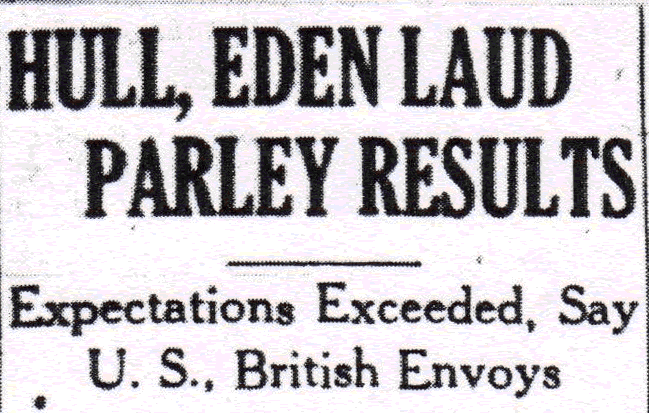 HULL, EDEN LAUD
PARLEY RESULTS
Expectations Exceeded, Say
U. S., British Envoys